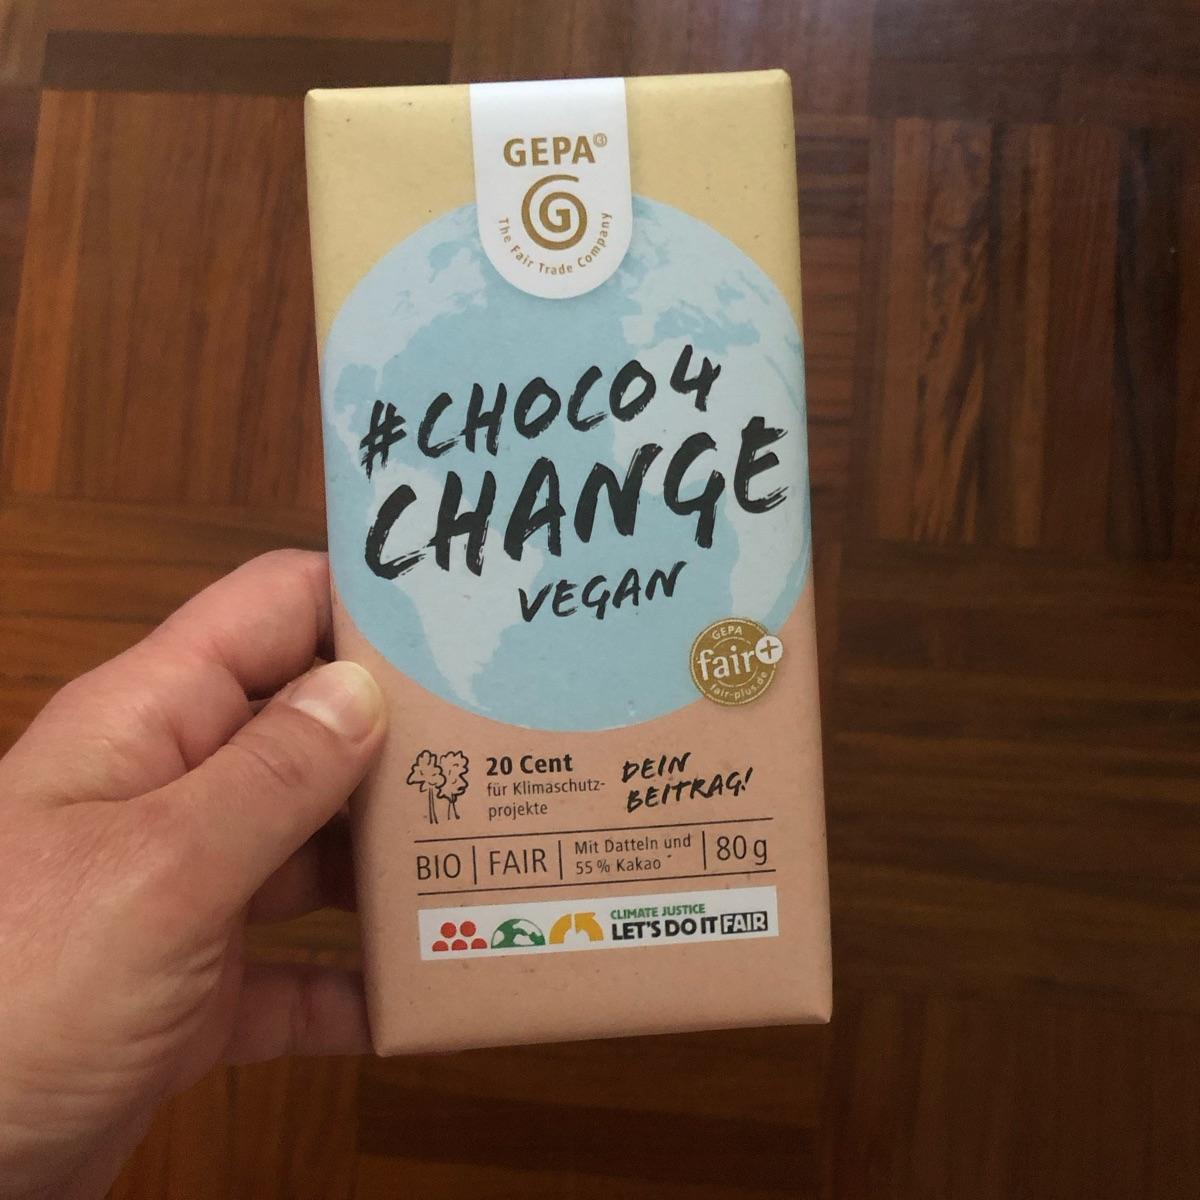 GEPA
G
The Fair Trade Company
#CHOCO4
CHANGE
VEGAN
GEPA
fair+
fair-plus.de
20 Cent
für Klimaschutz-
projekte
DEIN
BEITRAG!
BIO | FAIR | Mit Datteln und
55 % Kakao
80 g
CLIMATE JUSTICE
LET'S DO IT FAIR